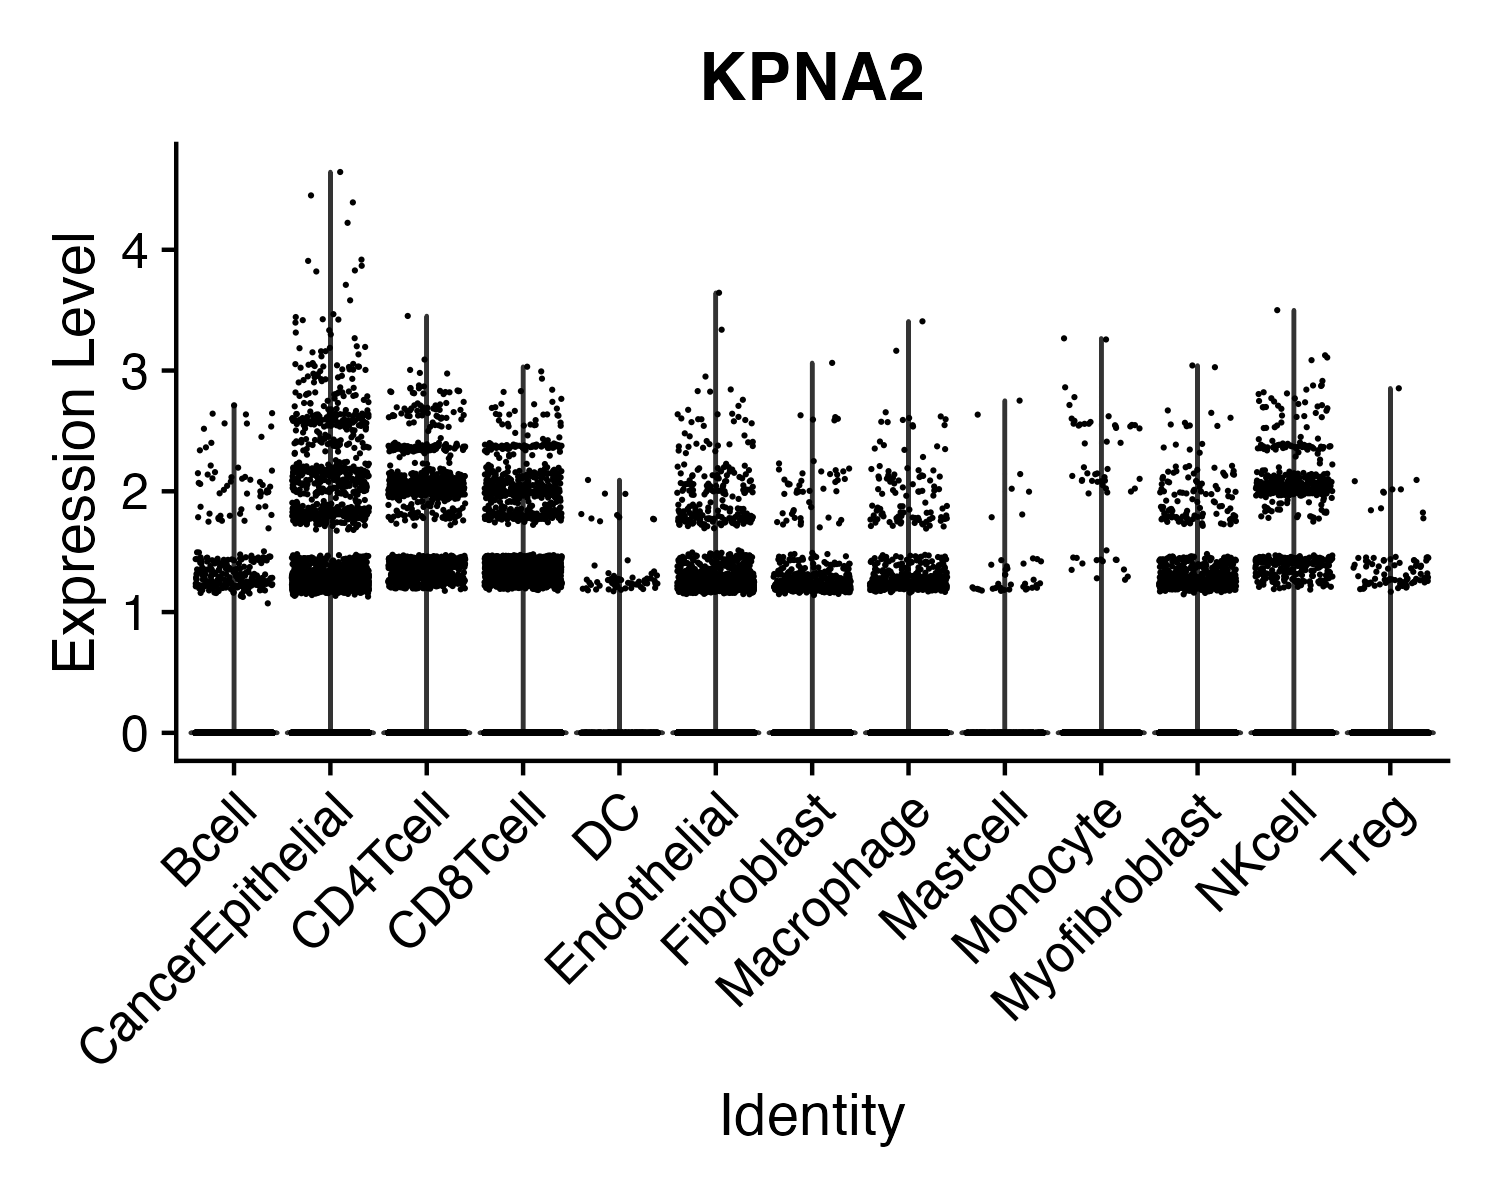 KPNA2
Expression Level
4
3
2
1
0
Bcell
CancerEpithelial
CD4Tcell
CD8Tcell
DC
Endothelial
Fibroblast
Macrophage
Mastcell
Monocyte
Myofibroblast
NKcell
Treg
Identity